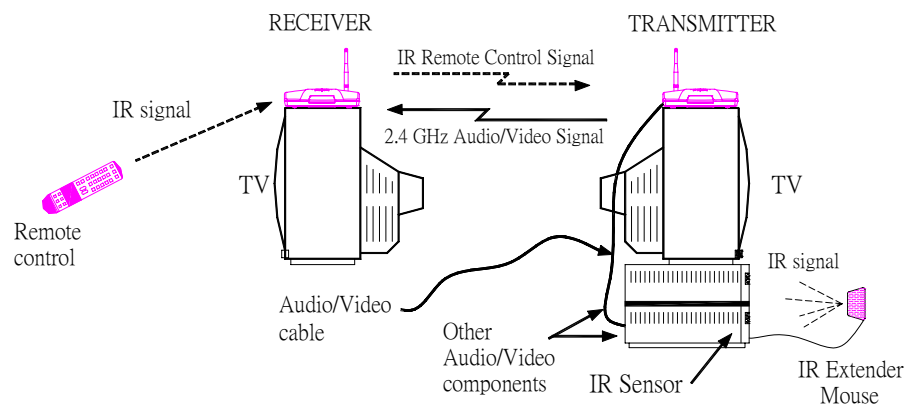 RECEIVER
TRANSMITTER
IR Remote Control Signal
IR signal
2.4 GHz Audio/Video Signal
TV
TV
Remote
control
IR signal
Audio/Video
cable
Other
Audio/Video
components
IR Sensor
IR Extender
Mouse